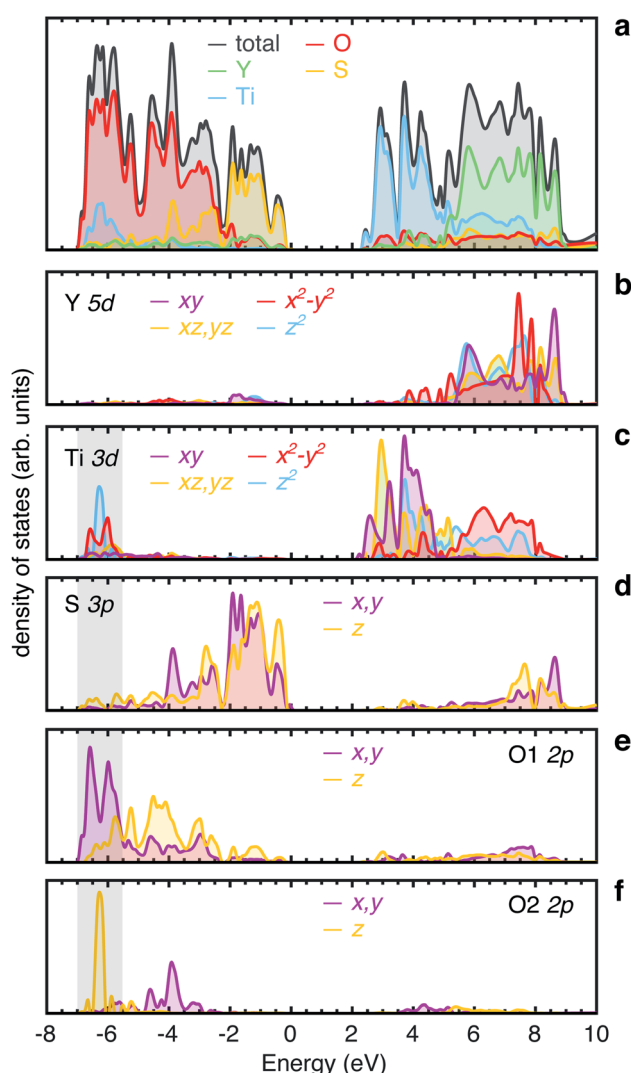 a
total
O
Y
S
Ti
b
Y 5d
xy
x²-y²
xz,yz
z²
c
Ti 3d
xy
x²-y²
xz,yz
z²
density of states (arb. units)
d
S 3p
x,y
z
e
x,y
O1 2p
z
f
x,y
O2 2p
z
-8 -6 -4 -2 0 2 4 6 8 10
Energy (eV)